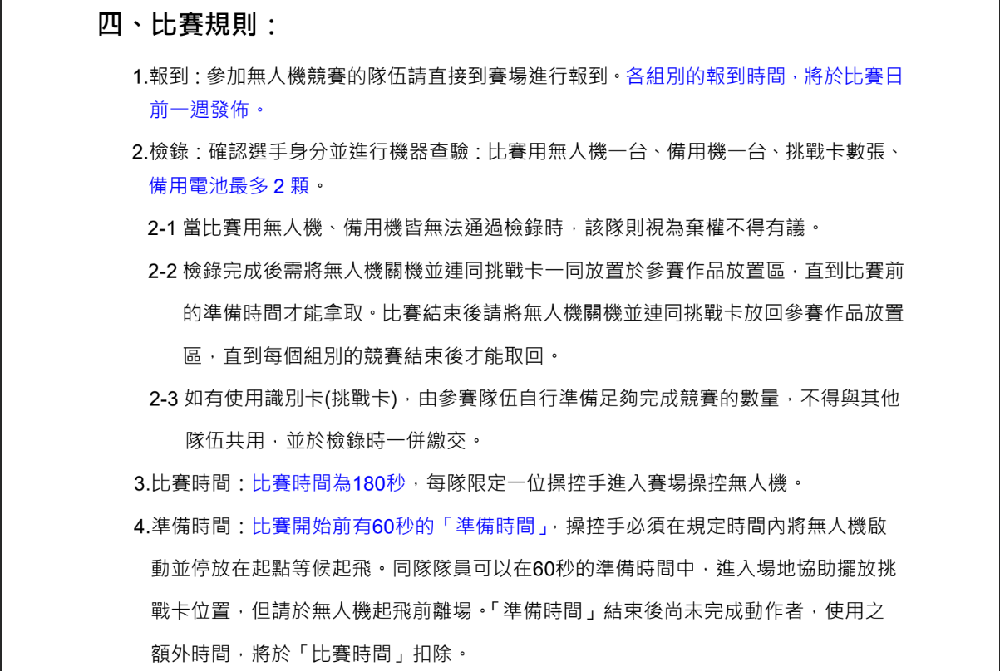 四、比賽規則：
1.報到：參加無人機競賽的隊伍請直接到賽場進行報到。各組別的報到時間，將於比賽日
前一週發佈。
2.檢錄：確認選手身分並進行機器查驗：比賽用無人機一台、備用機一台、挑戰卡數張、
備用電池最多 2 顆。
2-1 當比賽用無人機、備用機皆無法通過檢錄時，該隊則視為棄權不得有議。
2-2 檢錄完成後需將無人機關機並連同挑戰卡一同放置於參賽作品放置區，直到比賽前
的準備時間才能拿取。比賽結束後請將無人機關機並連同挑戰卡放回參賽作品放置
區，直到每個組別的競賽結束後才能取回。
2-3 如有使用識別卡(挑戰卡)，由參賽隊伍自行準備足夠完成競賽的數量，不得與其他
隊伍共用，並於檢錄時一併繳交。
3.比賽時間：比賽時間為180秒，每隊限定一位操控手進入賽場操控無人機。
4.準備時間：比賽開始前有60秒的「準備時間」，操控手必須在規定時間內將無人機啟
動並停放在起點等候起飛。同隊隊員可以在60秒的準備時間中，進入場地協助擺放挑
戰卡位置，但請於無人機起飛前離場。「準備時間」結束後尚未完成動作者，使用之
額外時間，將於「比賽時間」扣除。